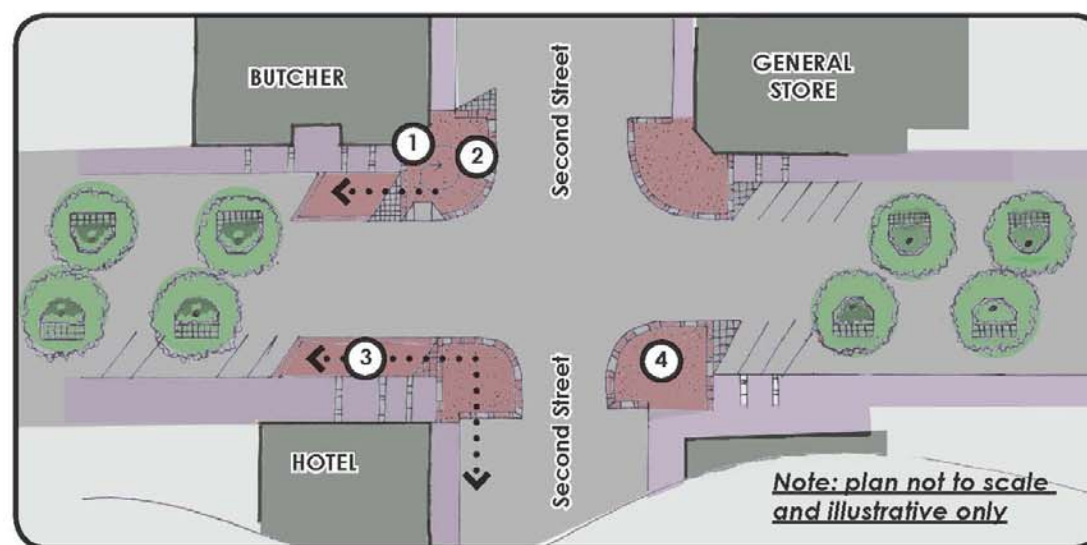 BUTCHER
GENERAL
STORE
Second Street
1
2
3
4
Second Street
HOTEL
Note: plan not to scale
and illustrative only